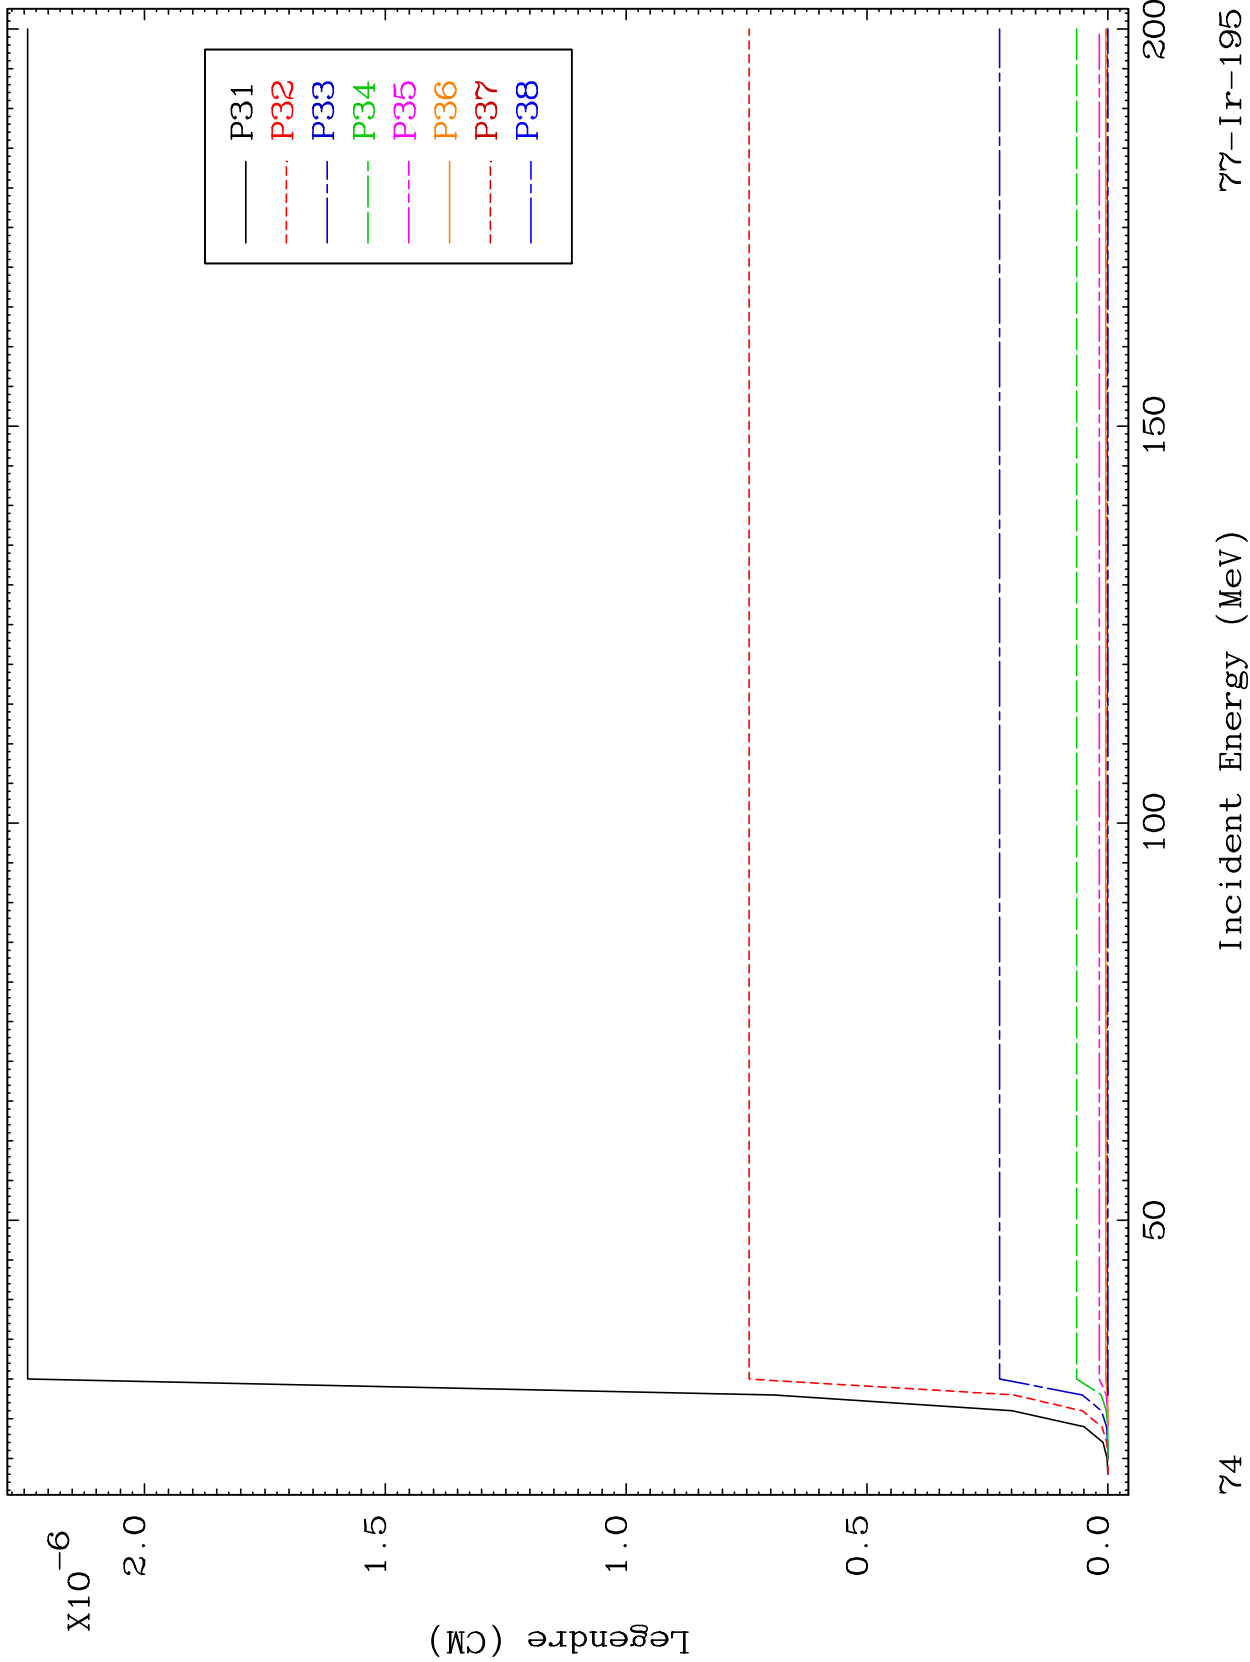 X10-6
2.0
1.5
1.0
0.5
0.0
Legendre (CM)
P31
P32
P33
P34
P35
P36
P37
P38
50
100
150
200
Incident Energy (MeV)
74
77-Ir-195